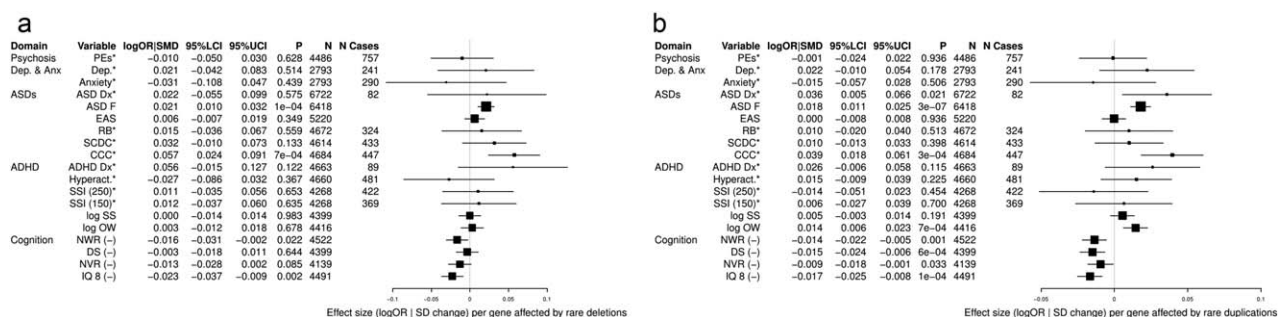 a
Domain Variable logOR|SMD 95%LCI 95%UCI P N N Cases
Psychosis PEs* −0.010 −0.050 0.030 0.628 4486 757
Dep. & Anx Dep.* 0.021 −0.042 0.083 0.514 2793 241
Anxiety* −0.031 −0.108 0.047 0.439 2793 290
ASDs ASD Dx* 0.022 −0.055 0.099 0.575 6722 82
ASD F 0.021 0.010 0.032 1e−04 6418
EAS 0.006 −0.007 0.019 0.349 5220
RB* 0.015 −0.036 0.067 0.559 4672 324
SCDC* 0.032 −0.010 0.073 0.133 4614 433
CCC* 0.057 0.024 0.091 7e−04 4684 447
ADHD ADHD Dx* 0.056 −0.015 0.127 0.122 4663 89
Hyperact.* −0.027 −0.086 0.032 0.367 4660 481
SSI (250)* 0.011 −0.035 0.056 0.653 4268 422
SSI (150)* 0.012 −0.037 0.060 0.635 4268 369
log SS 0.000 −0.014 0.014 0.983 4399
log OW 0.003 −0.012 0.018 0.678 4416
Cognition NWR (−) −0.016 −0.031 −0.002 0.022 4522
DS (−) −0.003 −0.018 0.011 0.644 4399
NVR (−) −0.013 −0.028 0.002 0.085 4139
IQ 8 (−) −0.023 −0.037 −0.009 0.002 4491
−0.1 −0.05 0 0.05 0.1
Effect size (logOR | SD change) per gene affected by rare deletions
b
Domain Variable logOR|SMD 95%LCI 95%UCI P N N Cases
Psychosis PEs* −0.001 −0.024 0.022 0.936 4486 757
Dep. & Anx Dep.* 0.022 −0.010 0.054 0.178 2793 241
Anxiety* −0.015 −0.057 0.028 0.506 2793 290
ASDs ASD Dx* 0.036 0.005 0.066 0.021 6722 82
ASD F 0.018 0.011 0.025 3e−07 6418
EAS 0.000 −0.008 0.008 0.936 5220
RB* 0.010 −0.020 0.040 0.513 4672 324
SCDC* 0.010 −0.013 0.033 0.398 4614 433
CCC* 0.039 0.018 0.061 3e−04 4684 447
ADHD ADHD Dx* 0.026 −0.006 0.058 0.115 4663 89
Hyperact.* 0.015 −0.009 0.039 0.225 4660 481
SSI (250)* −0.014 −0.051 0.023 0.454 4268 422
SSI (150)* 0.006 −0.027 0.039 0.700 4268 369
log SS 0.005 −0.003 0.014 0.191 4399
log OW 0.014 0.006 0.023 7e−04 4416
Cognition NWR (−) −0.014 −0.022 −0.005 0.001 4522
DS (−) −0.015 −0.024 −0.006 6e−04 4399
NVR (−) −0.009 −0.018 −0.001 0.033 4139
IQ 8 (−) −0.017 −0.025 −0.008 1e−04 4491
−0.05 0 0.05 0.1
Effect size (logOR | SD change) per gene affected by rare duplications